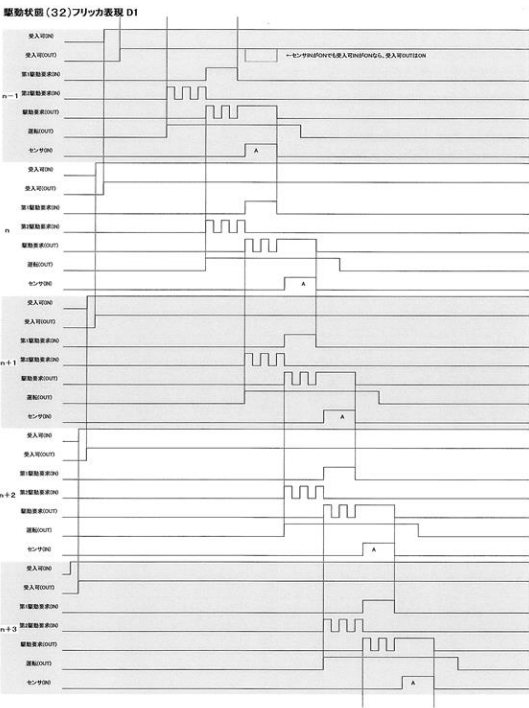 駆動状態(32)フリッカ表現 D1
受入可(IN)
受入可(OUT)
←センサINがONでも受入可INがONなら、受入可OUTはON
第1駆動要求(IN)
n-1
第2駆動要求(IN)
駆動要求(OUT)
運転(OUT)
センサ(IN)
A
受入可(IN)
受入可(OUT)
第1駆動要求(IN)
n
第2駆動要求(IN)
駆動要求(OUT)
運転(OUT)
センサ(IN)
A
受入可(IN)
受入可(OUT)
第1駆動要求(IN)
n+1
第2駆動要求(IN)
駆動要求(OUT)
運転(OUT)
センサ(IN)
A
受入可(IN)
受入可(OUT)
第1駆動要求(IN)
n+2
第2駆動要求(IN)
駆動要求(OUT)
運転(OUT)
センサ(IN)
A
受入可(IN)
受入可(OUT)
第1駆動要求(IN)
n+3
第2駆動要求(IN)
駆動要求(OUT)
運転(OUT)
センサ(IN)
A